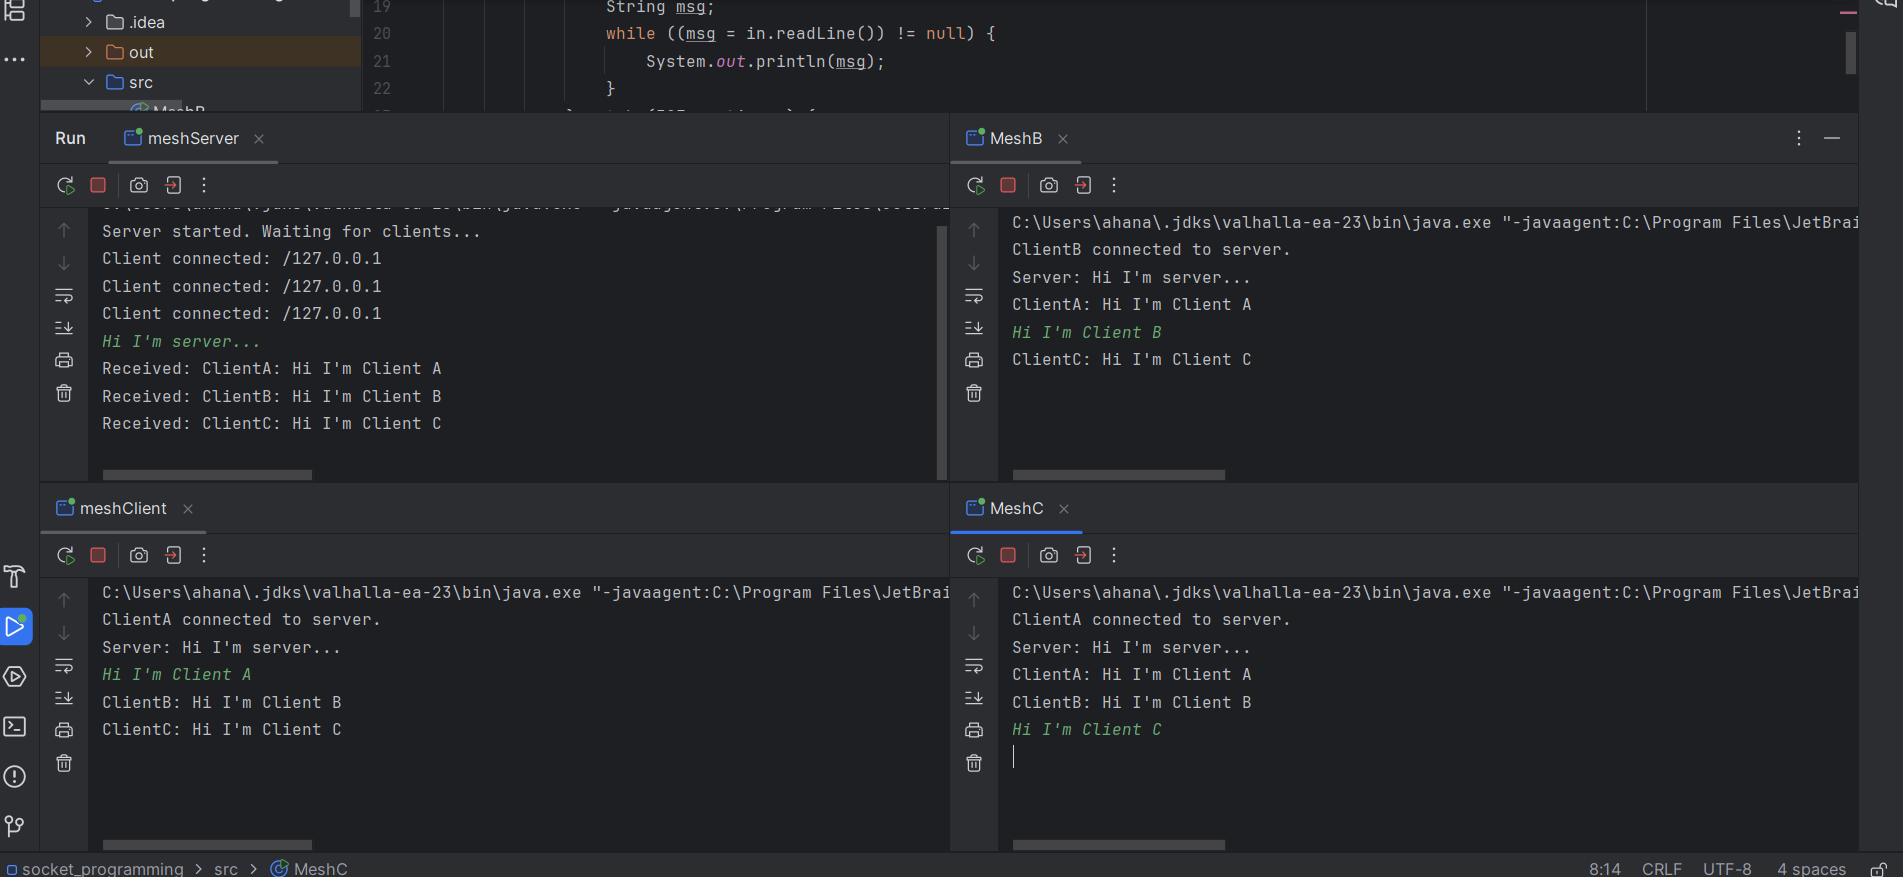 .idea
out
src
MeshB
19 String msg;
20 while ((msg = in.readLine()) != null) {
21 System.out.println(msg);
22 }
Run meshServer
Server started. Waiting for clients...
Client connected: /127.0.0.1
Client connected: /127.0.0.1
Client connected: /127.0.0.1
Hi I'm server...
Received: ClientA: Hi I'm Client A
Received: ClientB: Hi I'm Client B
Received: ClientC: Hi I'm Client C
MeshB
C:\Users\ahana\.jdks\valhalla-ea-23\bin\java.exe "-javaagent:C:\Program Files\JetBrai
ClientB connected to server.
Server: Hi I'm server...
ClientA: Hi I'm Client A
Hi I'm Client B
ClientC: Hi I'm Client C
meshClient
C:\Users\ahana\.jdks\valhalla-ea-23\bin\java.exe "-javaagent:C:\Program Files\JetBrai
ClientA connected to server.
Server: Hi I'm server...
Hi I'm Client A
ClientB: Hi I'm Client B
ClientC: Hi I'm Client C
MeshC
C:\Users\ahana\.jdks\valhalla-ea-23\bin\java.exe "-javaagent:C:\Program Files\JetBrai
ClientA connected to server.
Server: Hi I'm server...
ClientA: Hi I'm Client A
ClientB: Hi I'm Client B
Hi I'm Client C
socket_programming > src > MeshC
8:14 CRLF UTF-8 4 spaces